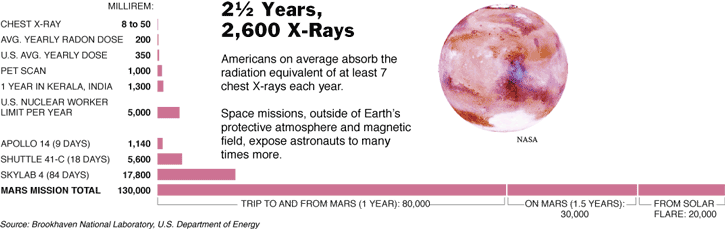 MILLIREM:
CHEST X-RAY 8 to 50
AVG. YEARLY RADON DOSE 200
U.S. AVG. YEARLY DOSE 350
PET SCAN 1,000
1 YEAR IN KERALA, INDIA 1,300
U.S. NUCLEAR WORKER
LIMIT PER YEAR 5,000
APOLLO 14 (9 DAYS) 1,140
SHUTTLE 41-C (18 DAYS) 5,600
SKYLAB 4 (84 DAYS) 17,800
MARS MISSION TOTAL 130,000
2½ Years,
2,600 X-Rays
Americans on average absorb the
radiation equivalent of at least 7
chest X-rays each year.
Space missions, outside of Earth's
protective atmosphere and magnetic
field, expose astronauts to many
times more.
NASA
TRIP TO AND FROM MARS (1 YEAR): 80,000
ON MARS (1.5 YEARS):
30,000
FROM SOLAR
FLARE: 20,000
Source: Brookhaven National Laboratory, U.S. Department of Energy